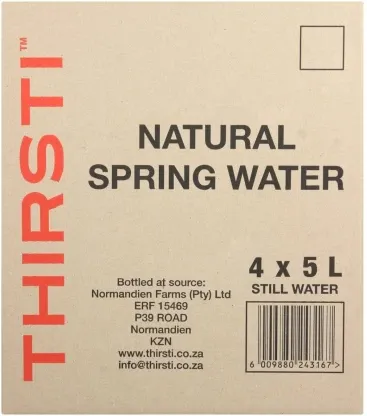 THIRSTI™
NATURAL
SPRING WATER
Bottled at source:
Normandien Farms (Pty) Ltd
ERF 15469
P39 ROAD
Normandien
KZN
www.thirsti.co.za
info@thirsti.co.za
4 x 5 L
STILL WATER
6 009880 243167 >